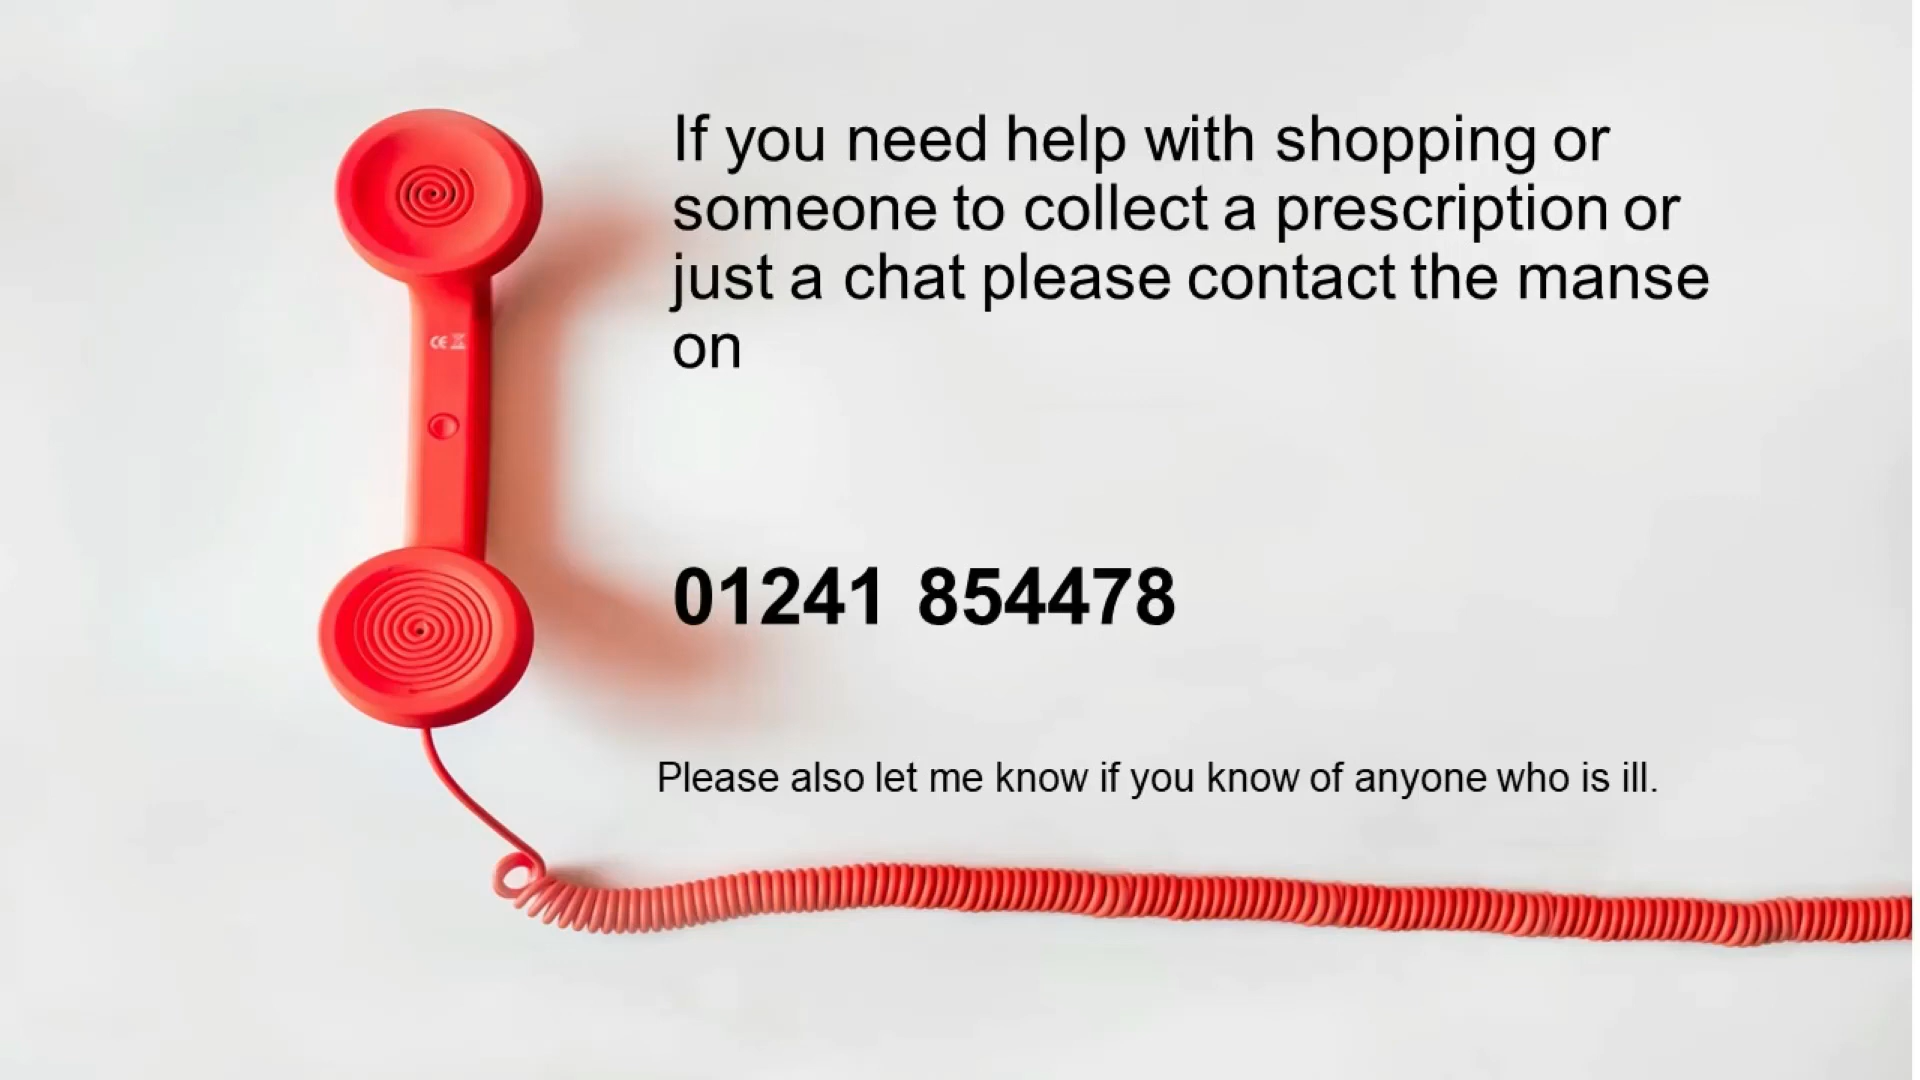 If you need help with shopping or
someone to collect a prescription or
just a chat please contact the manse
on
01241 854478
Please also let me know if you know of anyone who is ill.
CE